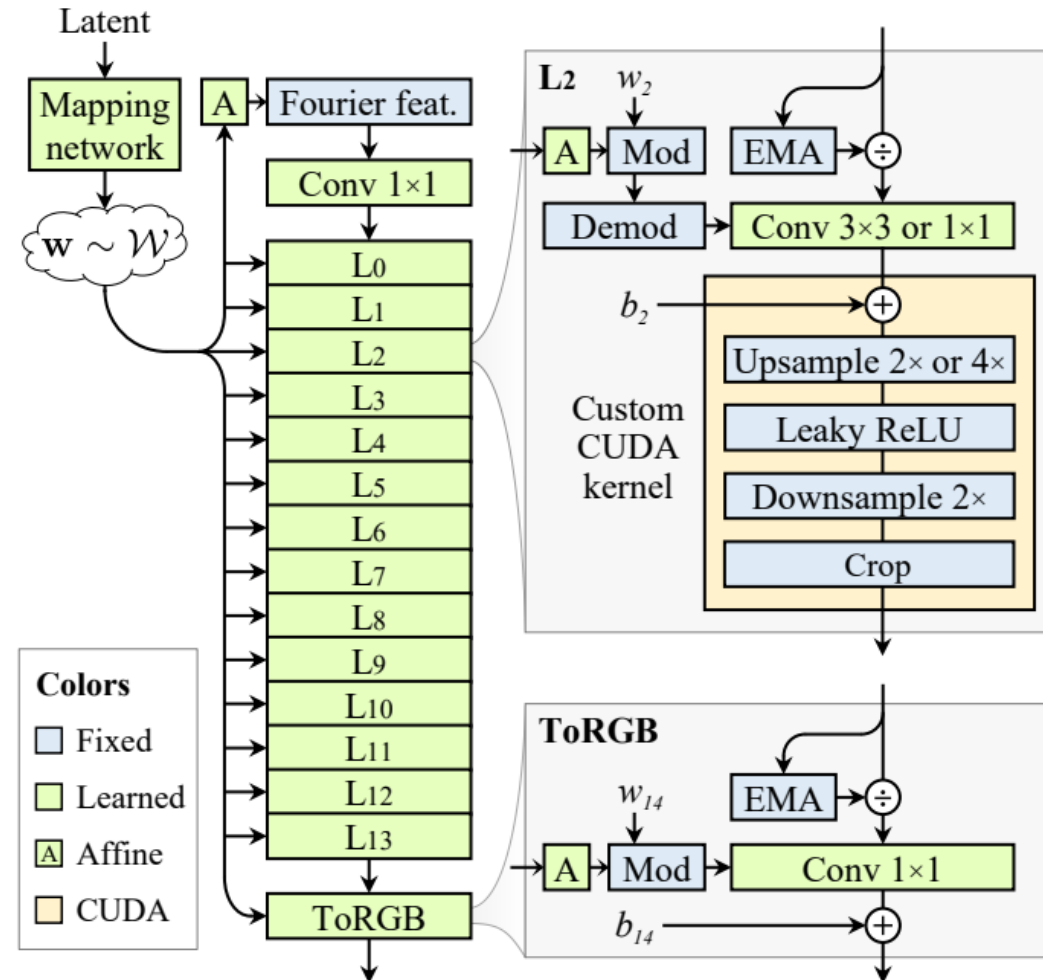 Latent
Mapping
network
w ~ 𝒲
A
Fourier feat.
Conv 1×1
L0
L1
L2
L3
L4
L5
L6
L7
L8
L9
L10
L11
L12
L13
ToRGB
Colors
Fixed
Learned
A Affine
CUDA
L2
w2
A
Mod
EMA
÷
Demod
Conv 3×3 or 1×1
b2
+
Upsample 2× or 4×
Leaky ReLU
Downsample 2×
Crop
Custom
CUDA
kernel
ToRGB
w14
EMA
÷
A
Mod
Conv 1×1
b14
+